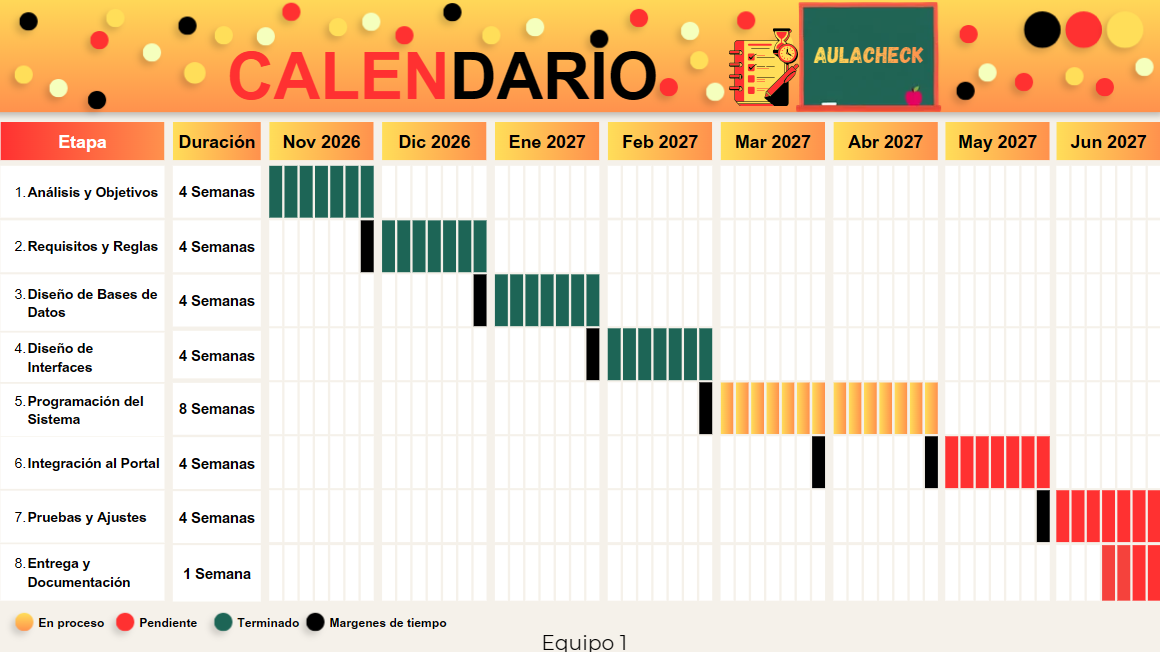 CALENDARIO
AULACHECK
Etapa Duración Nov 2026 Dic 2026 Ene 2027 Feb 2027 Mar 2027 Abr 2027 May 2027 Jun 2027
1. Análisis y Objetivos 4 Semanas
2. Requisitos y Reglas 4 Semanas
3. Diseño de Bases de
Datos 4 Semanas
4. Diseño de
Interfaces 4 Semanas
5. Programación del
Sistema 8 Semanas
6. Integración al Portal 4 Semanas
7. Pruebas y Ajustes 4 Semanas
8. Entrega y
Documentación 1 Semana
En proceso Pendiente Terminado Margenes de tiempo
Equipo 1